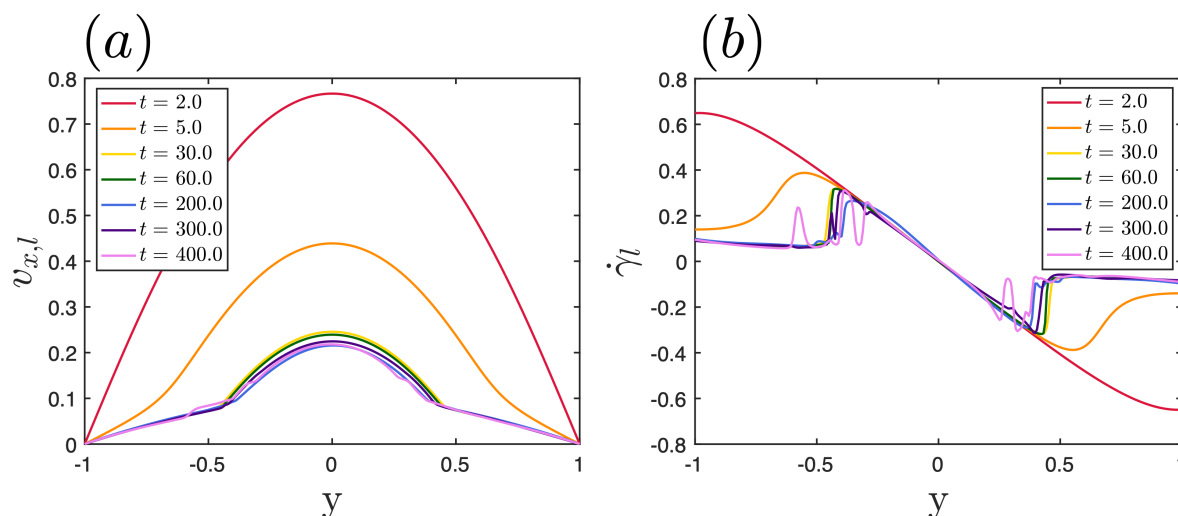 (a)
0.8
0.7
0.6
0.5
0.4
0.3
0.2
0.1
0
-1
-0.5
0
0.5
1
v_{x,l}
y
t = 2.0
t = 5.0
t = 30.0
t = 60.0
t = 200.0
t = 300.0
t = 400.0
(b)
0.8
0.6
0.4
0.2
0
-0.2
-0.4
-0.6
-0.8
-1
-0.5
0
0.5
1
γ̇_l
y
t = 2.0
t = 5.0
t = 30.0
t = 60.0
t = 200.0
t = 300.0
t = 400.0